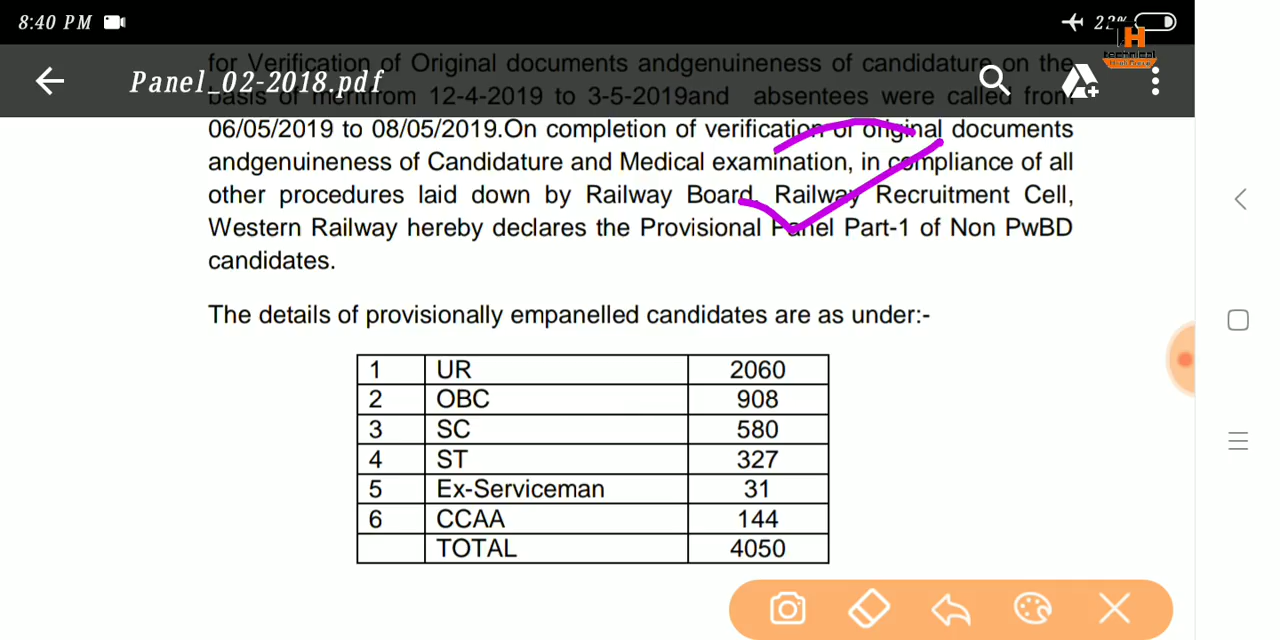 8:40 PM
22%
H
technical
Panel_02-2018.pdf
for Verification of Original documents andgenuineness of candidature on the
basis of meritfrom 12-4-2019 to 3-5-2019and absentees were called from
06/05/2019 to 08/05/2019.On completion of verification of original documents
andgenuineness of Candidature and Medical examination, in compliance of all
other procedures laid down by Railway Board, Railway Recruitment Cell,
Western Railway hereby declares the Provisional Panel Part-1 of Non PwBD
candidates.
The details of provisionally empanelled candidates are as under:-
1 UR 2060
2 OBC 908
3 SC 580
4 ST 327
5 Ex-Serviceman 31
6 CCAA 144
TOTAL 4050